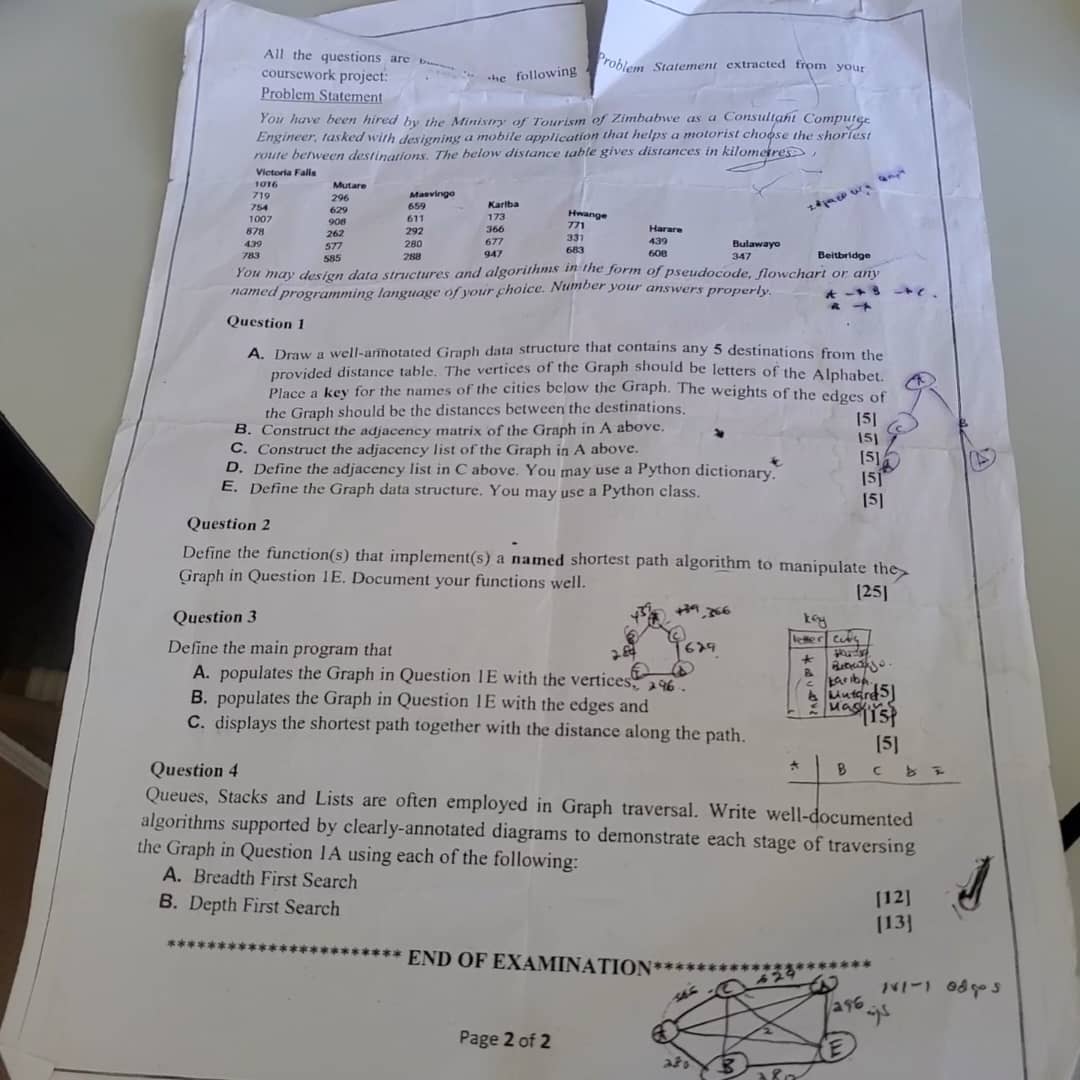 All the questions are
coursework project:
following Problem Statement extracted from your
Problem Statement
You have been hired by the Ministry of Tourism of Zimbabwe as a Consultant Computer
Engineer, tasked with designing a mobile application that helps a motorist choose the shortest
route between destinations. The below distance table gives distances in kilometres
Victoria Falls
1016 Mutare
719 296 Masvingo
754 629 659 Kariba
1007 908 611 173 Hwange
878 262 292 366 771 Harare
439 577 280 677 331 439 Bulawayo
783 585 288 947 683 608 347 Beitbridge
You may design data structures and algorithms in the form of pseudocode, flowchart or any
named programming language of your choice. Number your answers properly.
Question 1
A. Draw a well-annotated Graph data structure that contains any 5 destinations from the
provided distance table. The vertices of the Graph should be letters of the Alphabet.
Place a key for the names of the cities below the Graph. The weights of the edges of
the Graph should be the distances between the destinations. [5]
B. Construct the adjacency matrix of the Graph in A above. [5]
C. Construct the adjacency list of the Graph in A above. [5]
D. Define the adjacency list in C above. You may use a Python dictionary. [5]
E. Define the Graph data structure. You may use a Python class. [5]
Question 2
Define the function(s) that implement(s) a named shortest path algorithm to manipulate the
Graph in Question 1E. Document your functions well. [25]
Question 3
Define the main program that
A. populates the Graph in Question 1E with the vertices, 5]
B. populates the Graph in Question 1E with the edges and [15]
C. displays the shortest path together with the distance along the path. [5]
366
629
296
key
letter city
Kariba
B C
Question 4
Queues, Stacks and Lists are often employed in Graph traversal. Write well-documented
algorithms supported by clearly-annotated diagrams to demonstrate each stage of traversing
the Graph in Question 1A using each of the following:
A. Breadth First Search [12]
B. Depth First Search [13]
*********************** END OF EXAMINATION*********************
629
296
C
B
E
280
|V|-1 edges
Page 2 of 2